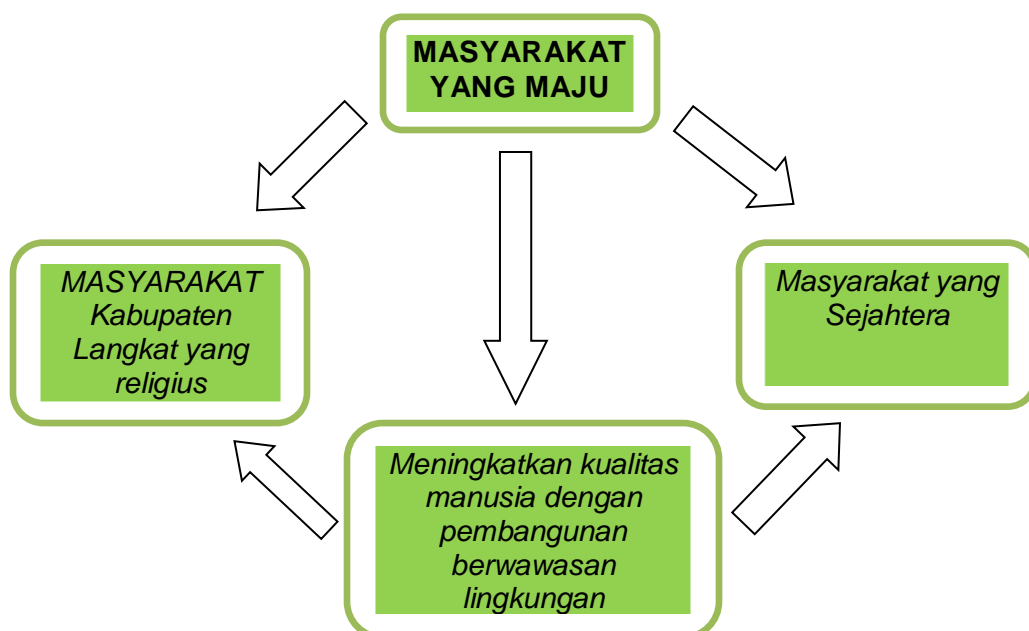 MASYARAKAT
YANG MAJU
MASYARAKAT
Kabupaten
Langkat yang
religius
Masyarakat yang
Sejahtera
Meningkatkan kualitas
manusia dengan
pembangunan
berwawasan
lingkungan